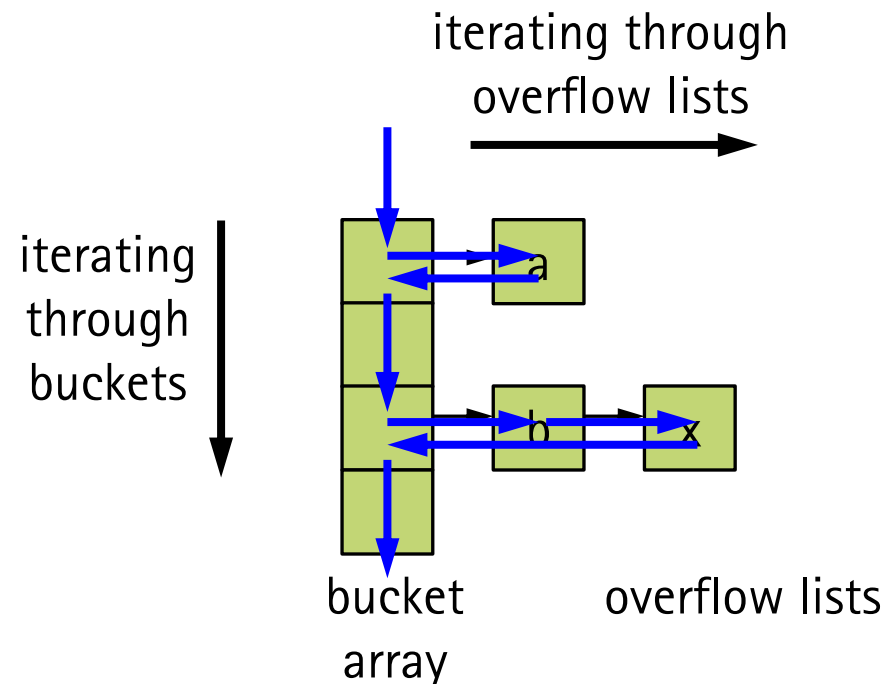 iterating through
overflow lists
iterating
through
buckets
a
b
x
bucket
array
overflow lists